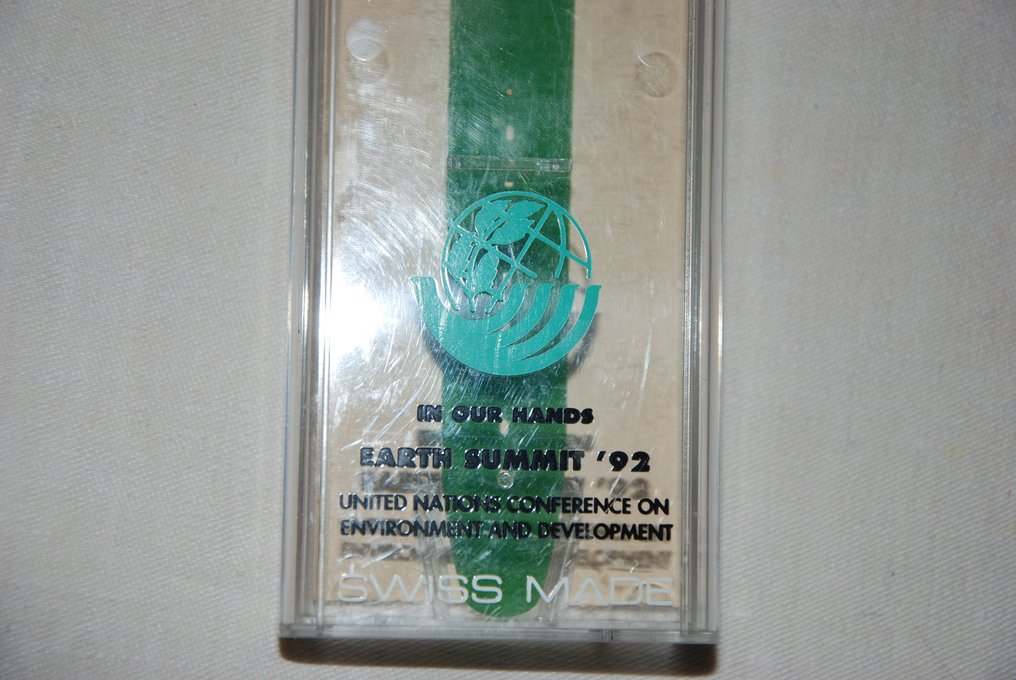 IN OUR HANDS
EARTH SUMMIT '92
UNITED NATIONS CONFERENCE ON
ENVIRONMENT AND DEVELOPMENT
SWISS MADE